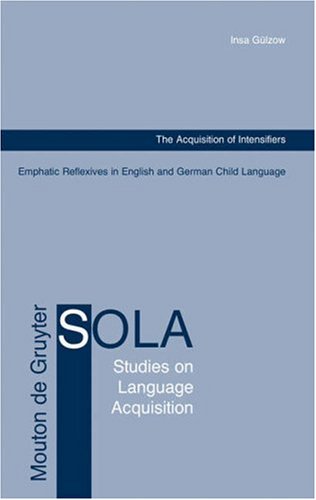 Insa Gülzow
The Acquisition of Intensifiers
Emphatic Reflexives in English and German Child Language
Mouton de Gruyter
SOLA
Studies on
Language
Acquisition